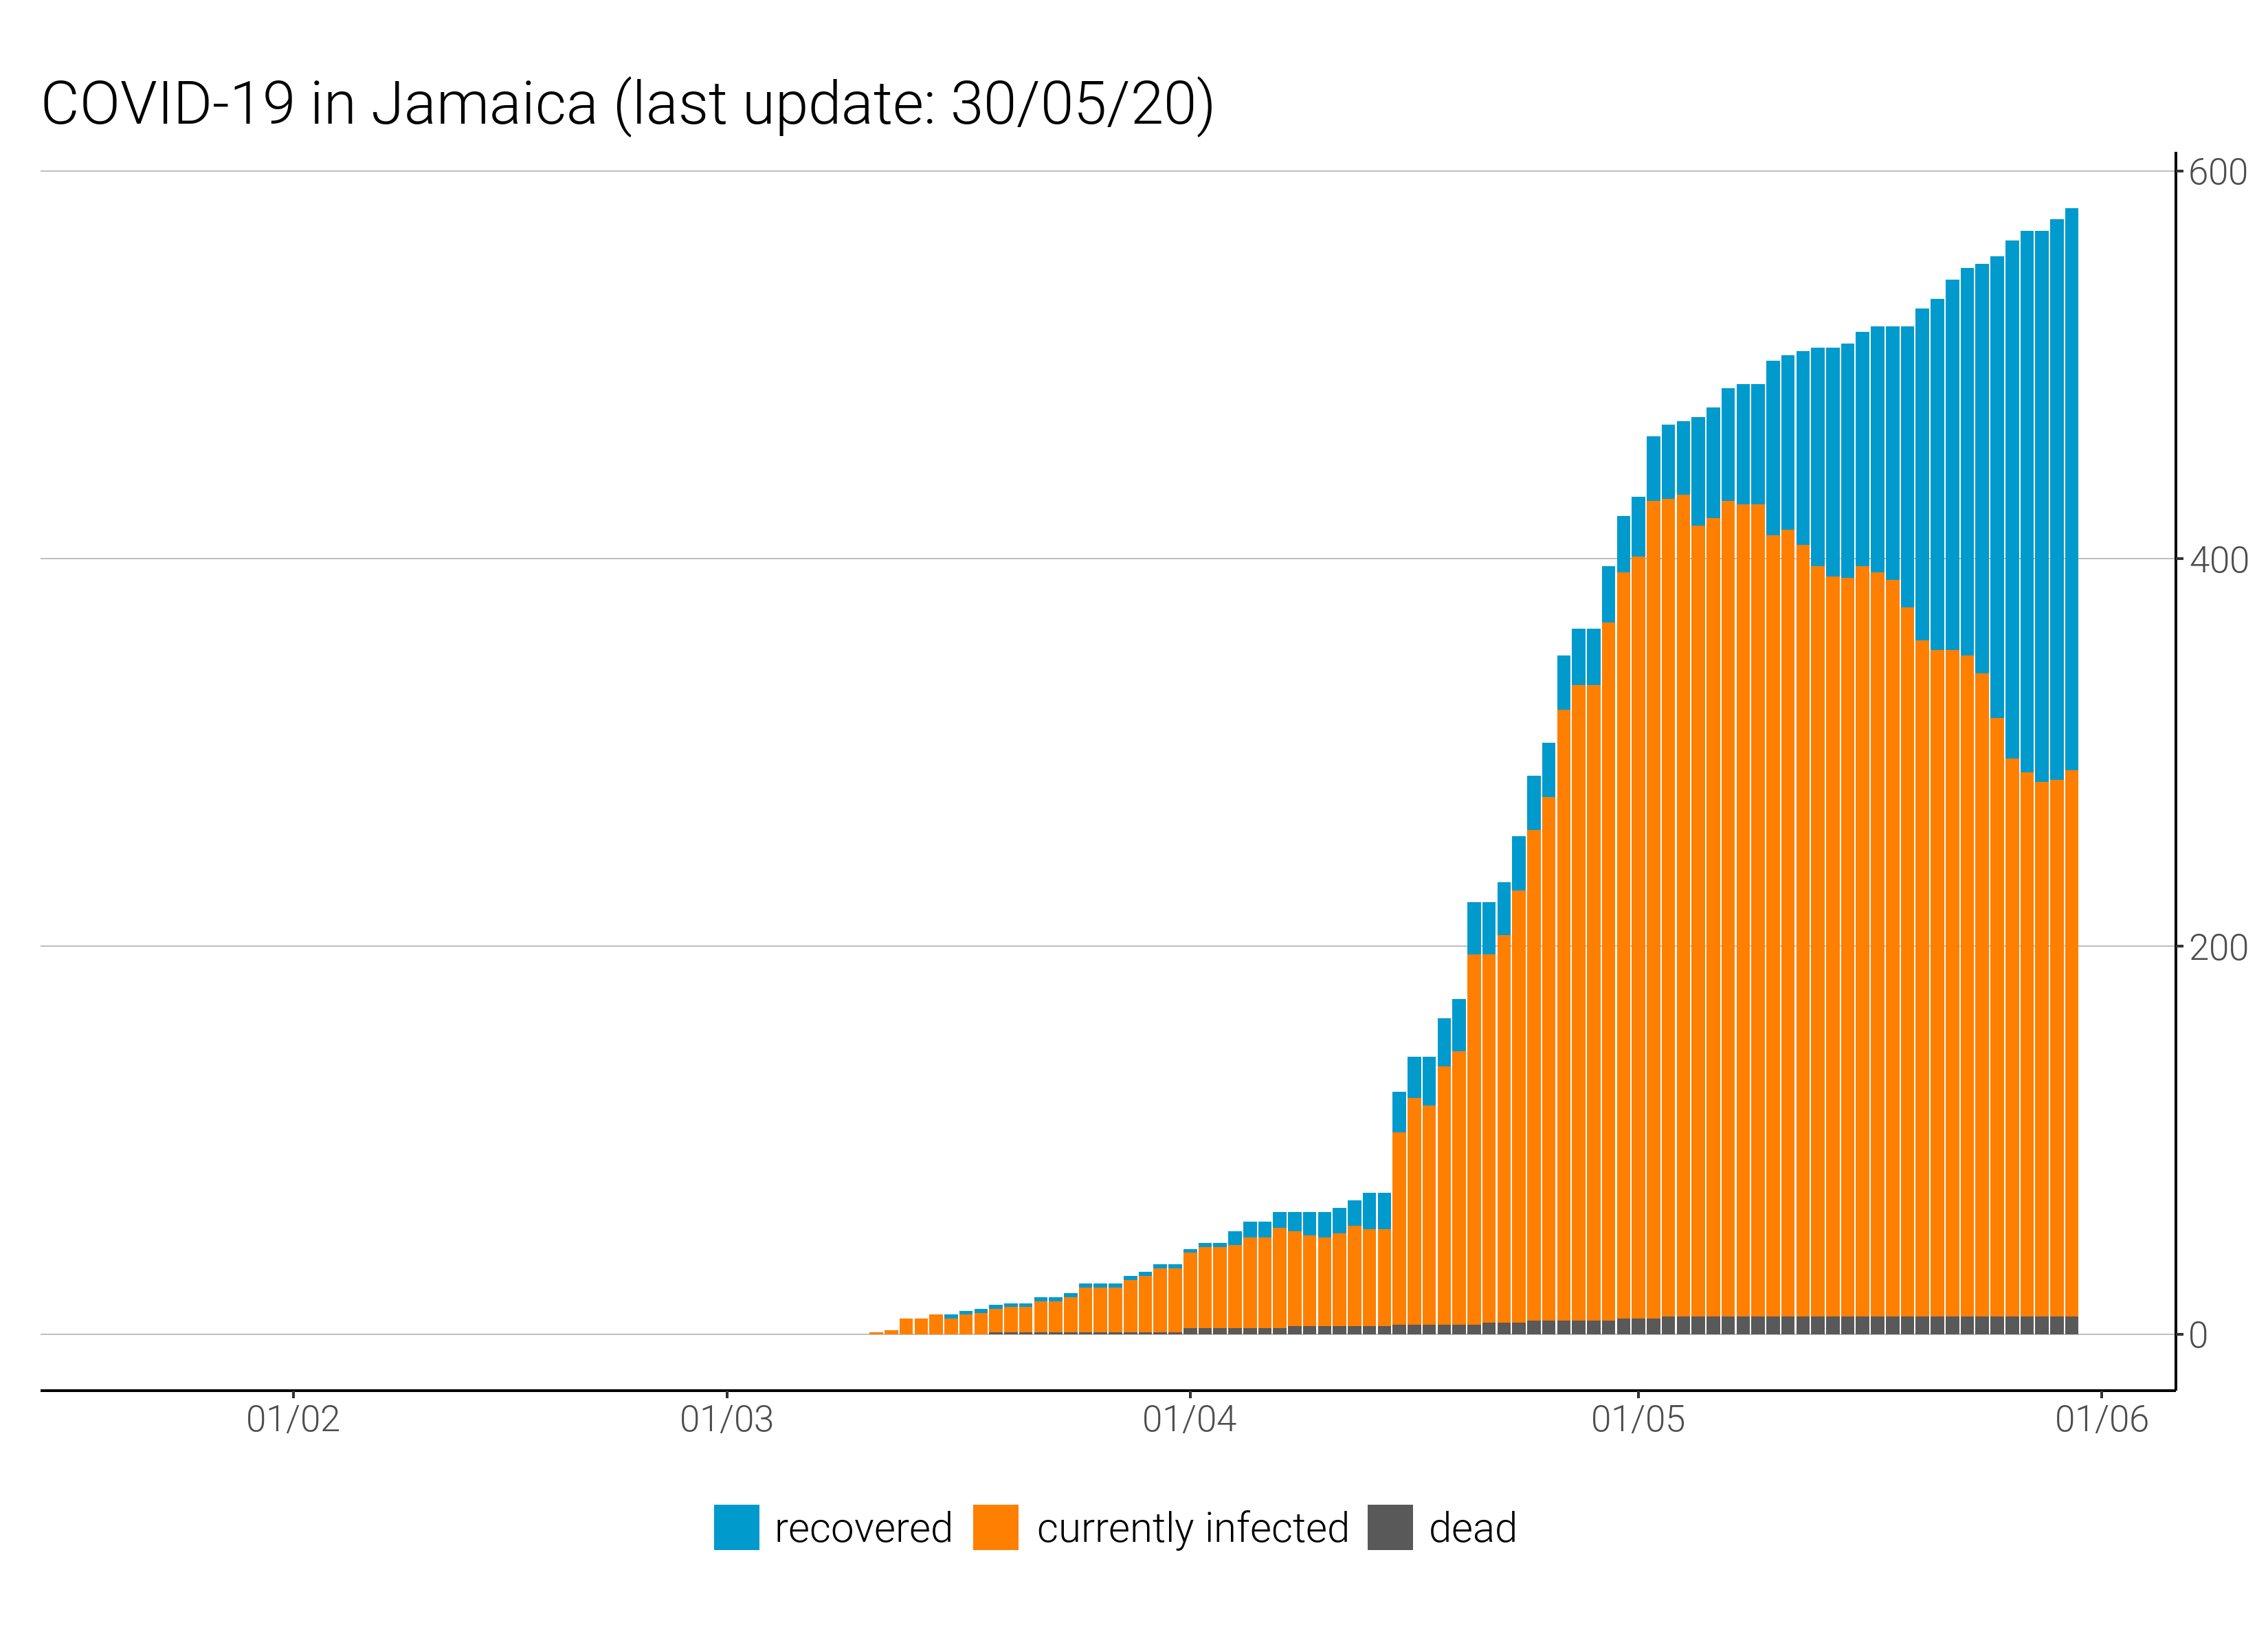 COVID-19 in Jamaica (last update: 30/05/20)
600
400
200
0
01/02 01/03 01/04 01/05 01/06
recovered currently infected dead